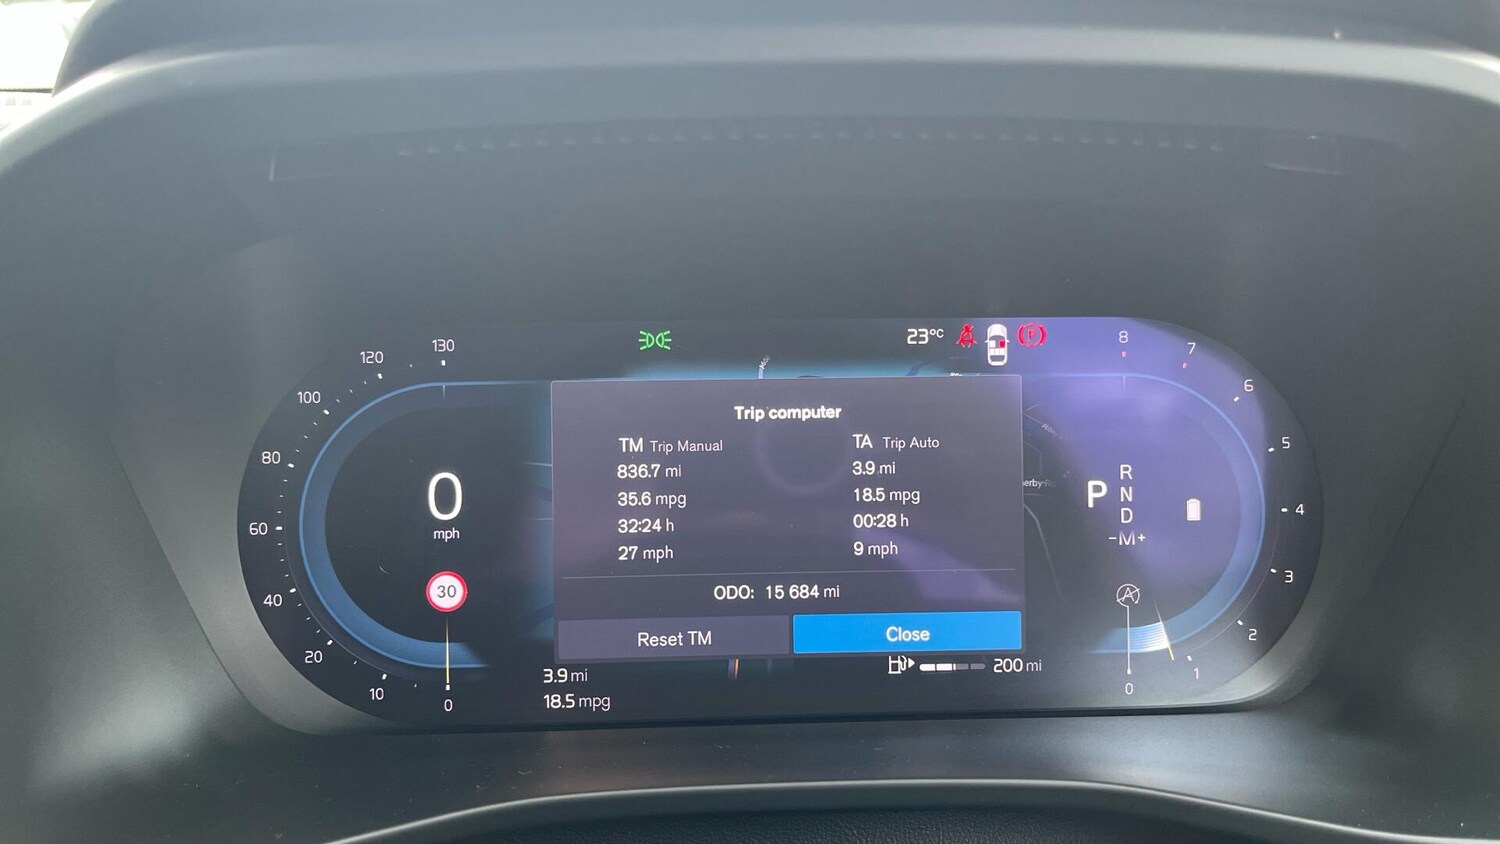 130
120
100
80
60
40
20
10
0
0
mph
30
23°C
P
Trip computer
TM Trip Manual
836.7 mi
35.6 mpg
32:24 h
27 mph
TA Trip Auto
3.9 mi
18.5 mpg
00:28 h
9 mph
ODO: 15 684 mi
Reset TM
Close
3.9 mi
18.5 mpg
200 mi
P
R
N
D
-M+
A
8
7
6
5
4
3
2
1
0